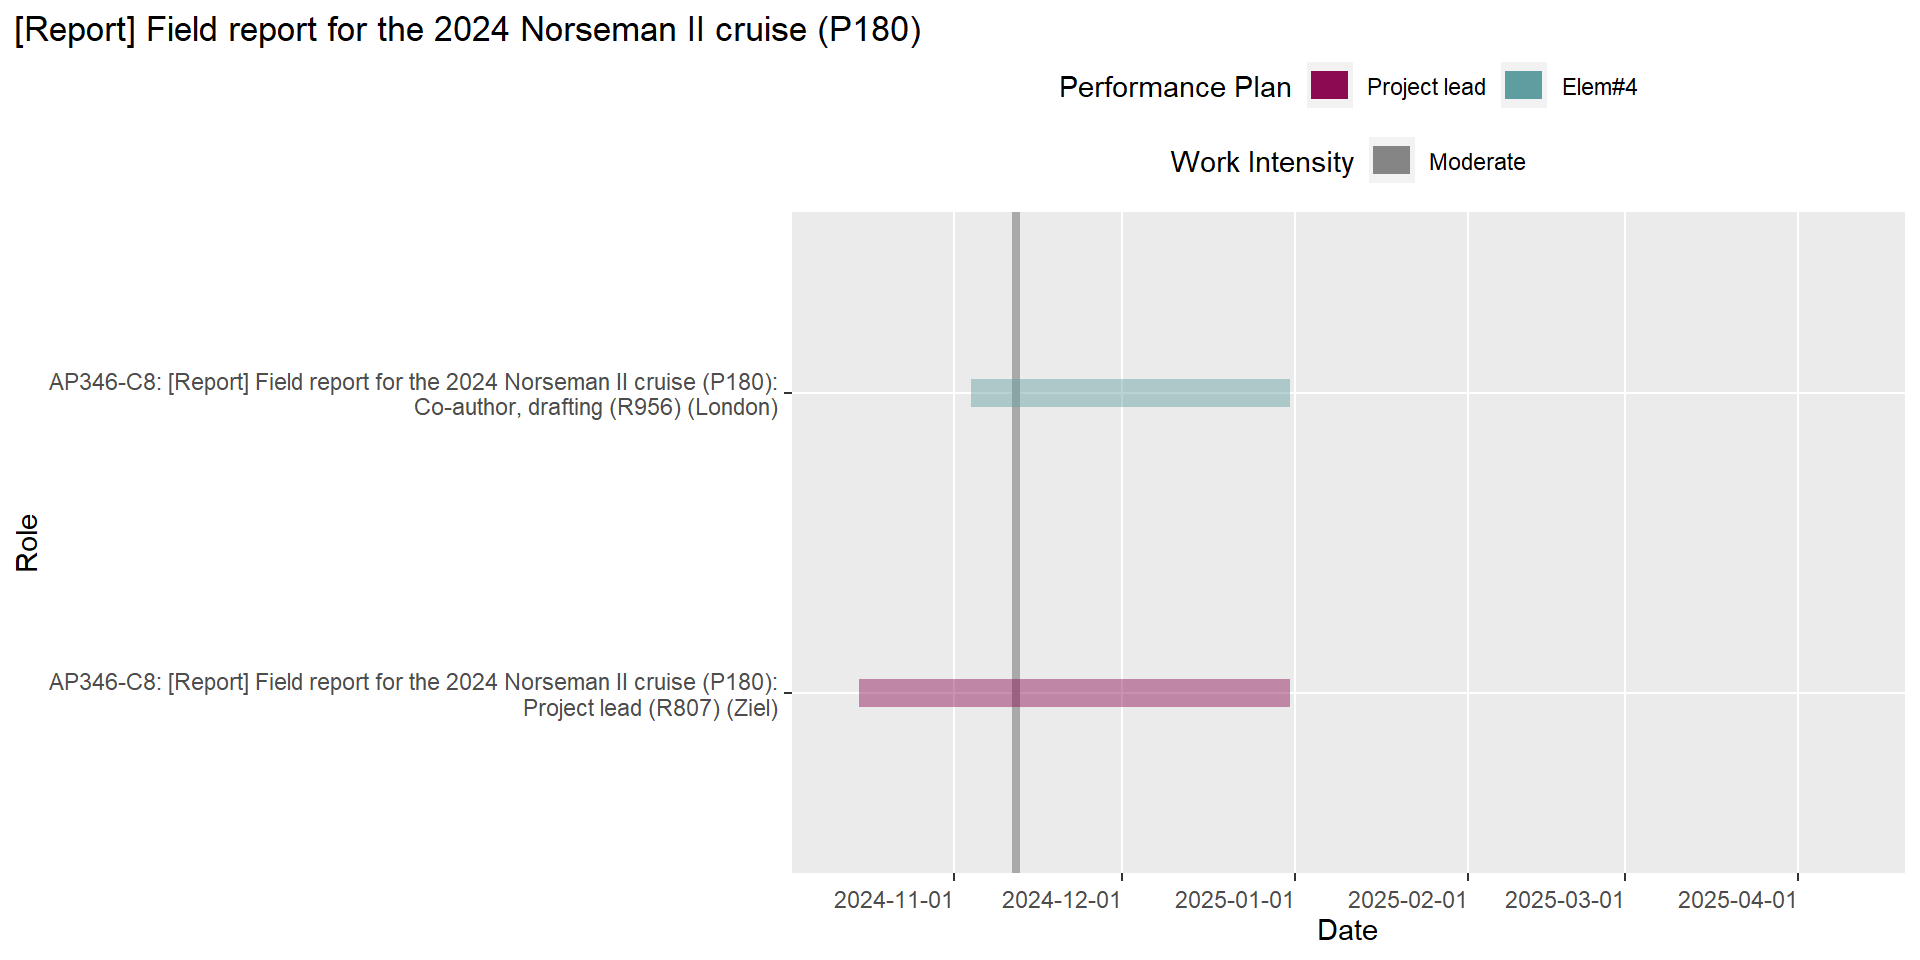 [Report] Field report for the 2024 Norseman II cruise (P180)
Performance Plan Project lead Elem#4
Work Intensity Moderate
AP346-C8: [Report] Field report for the 2024 Norseman II cruise (P180):
Co-author, drafting (R956) (London)
Role
AP346-C8: [Report] Field report for the 2024 Norseman II cruise (P180):
Project lead (R807) (Ziel)
2024-11-01 2024-12-01 2025-01-01 2025-02-01 2025-03-01 2025-04-01
Date